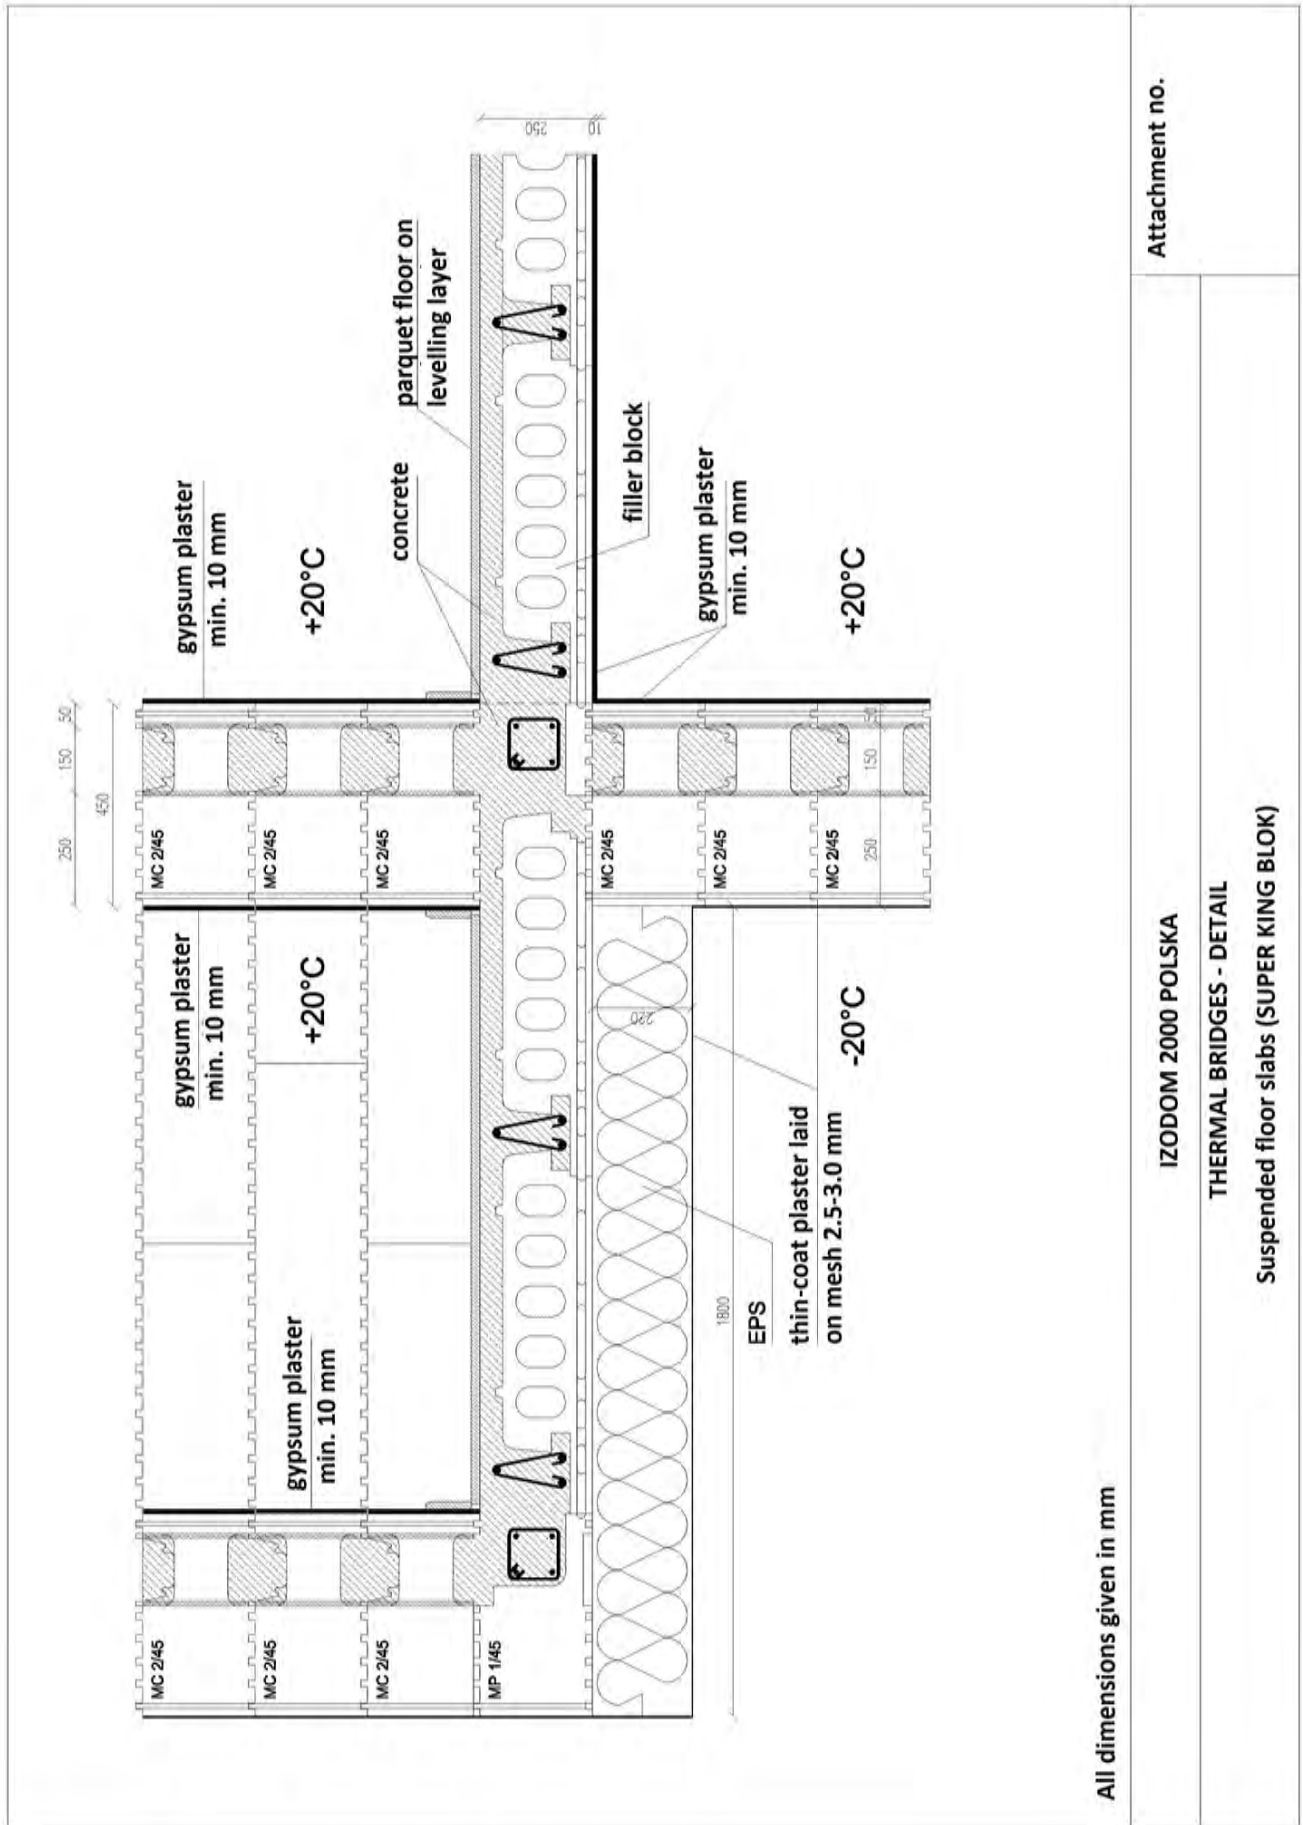 250
150
50
450
gypsum plaster
min. 10 mm
+20°C
gypsum plaster
min. 10 mm
+20°C
gypsum plaster
min. 10 mm
MC 2/45
MC 2/45
MC 2/45
MC 2/45
MC 2/45
MC 2/45
MP 1/45
concrete
parquet floor on
levelling layer
250
10
filler block
gypsum plaster
min. 10 mm
+20°C
MC 2/45
MC 2/45
MC 2/45
250
150
50
220
-20°C
1800
EPS
thin-coat plaster laid
on mesh 2.5-3.0 mm
All dimensions given in mm
IZODOM 2000 POLSKA
THERMAL BRIDGES - DETAIL
Suspended floor slabs (SUPER KING BLOK)
Attachment no.